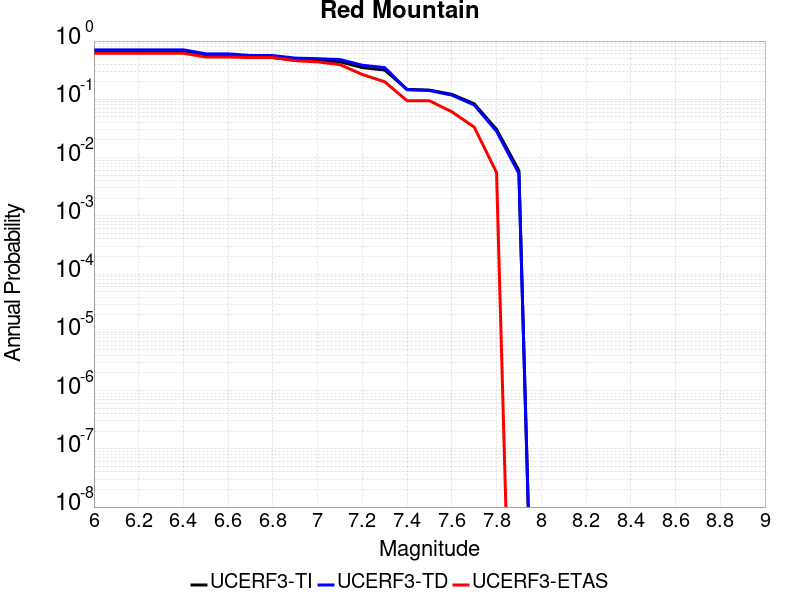 Red Mountain
10^0
10^-1
10^-2
10^-3
10^-4
10^-5
10^-6
10^-7
10^-8
Annual Probability
6 6.2 6.4 6.6 6.8 7 7.2 7.4 7.6 7.8 8 8.2 8.4 8.6 8.8 9
Magnitude
UCERF3-TI UCERF3-TD UCERF3-ETAS